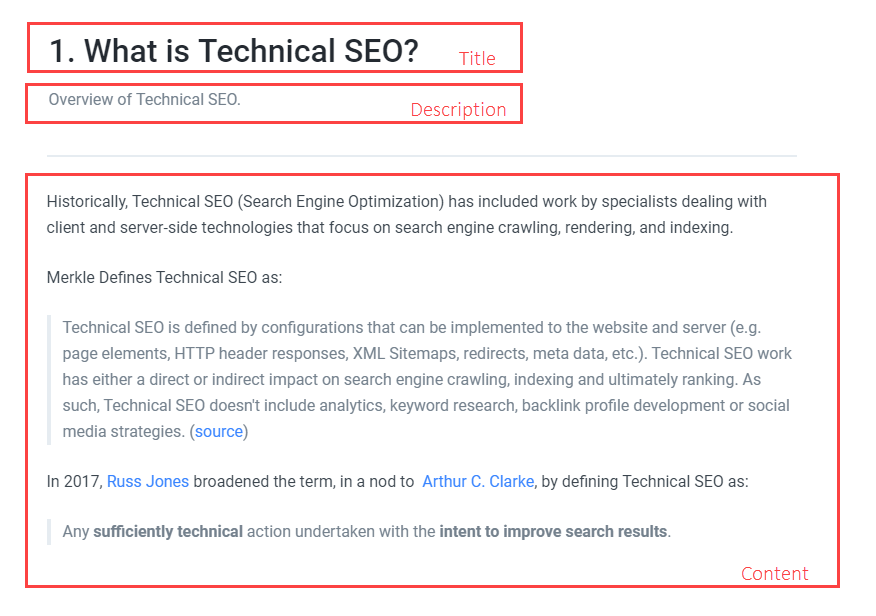 1. What is Technical SEO?
Title
Overview of Technical SEO.
Description
Historically, Technical SEO (Search Engine Optimization) has included work by specialists dealing with
client and server-side technologies that focus on search engine crawling, rendering, and indexing.
Merkle Defines Technical SEO as:
Technical SEO is defined by configurations that can be implemented to the website and server (e.g.
page elements, HTTP header responses, XML Sitemaps, redirects, meta data, etc.). Technical SEO work
has either a direct or indirect impact on search engine crawling, indexing and ultimately ranking. As
such, Technical SEO doesn't include analytics, keyword research, backlink profile development or social
media strategies. (source)
In 2017, Russ Jones broadened the term, in a nod to Arthur C. Clarke, by defining Technical SEO as:
Any sufficiently technical action undertaken with the intent to improve search results.
Content